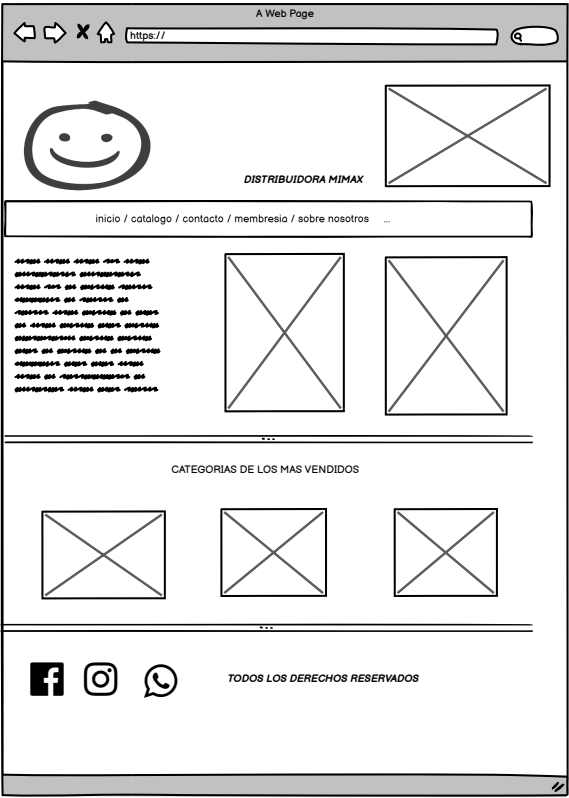 A Web Page
https://
DISTRIBUIDORA MIMAX
inicio / catalogo / contacto / membresia / sobre nosotros ...
CATEGORIAS DE LOS MAS VENDIDOS
TODOS LOS DERECHOS RESERVADOS